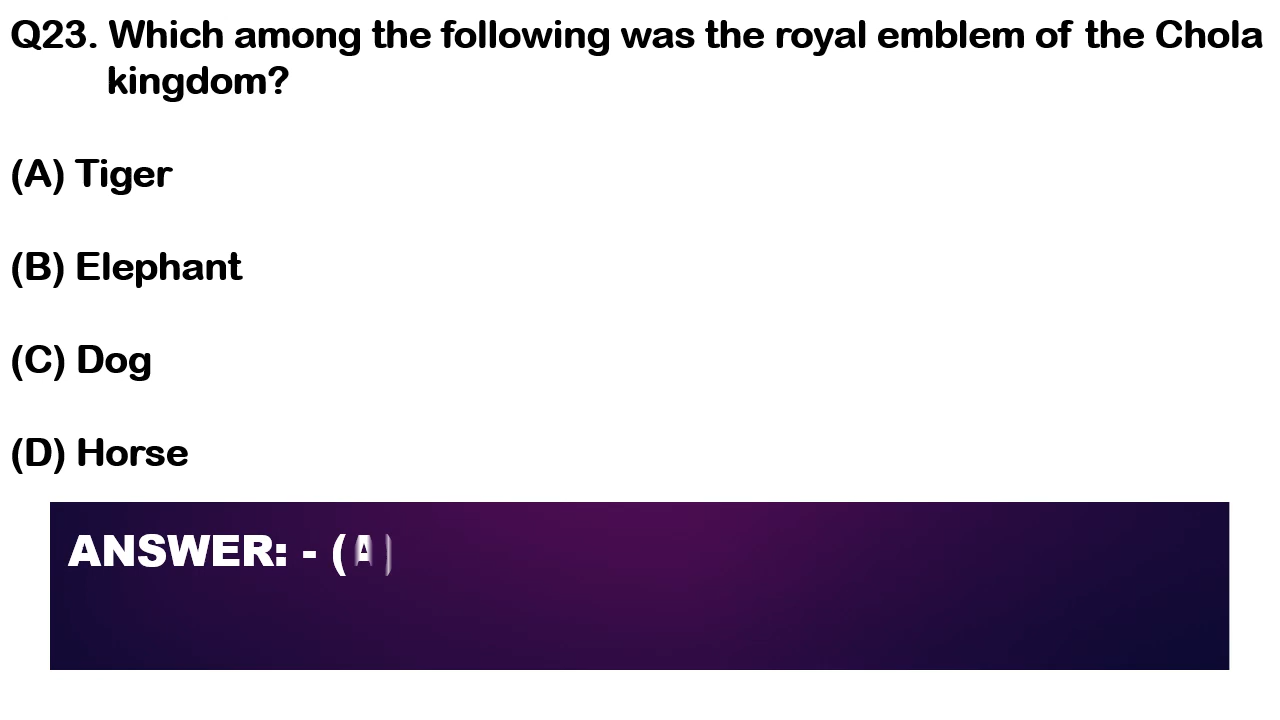 Q23. Which among the following was the royal emblem of the Chola
kingdom?
(A) Tiger
(B) Elephant
(C) Dog
(D) Horse
ANSWER: - (A)